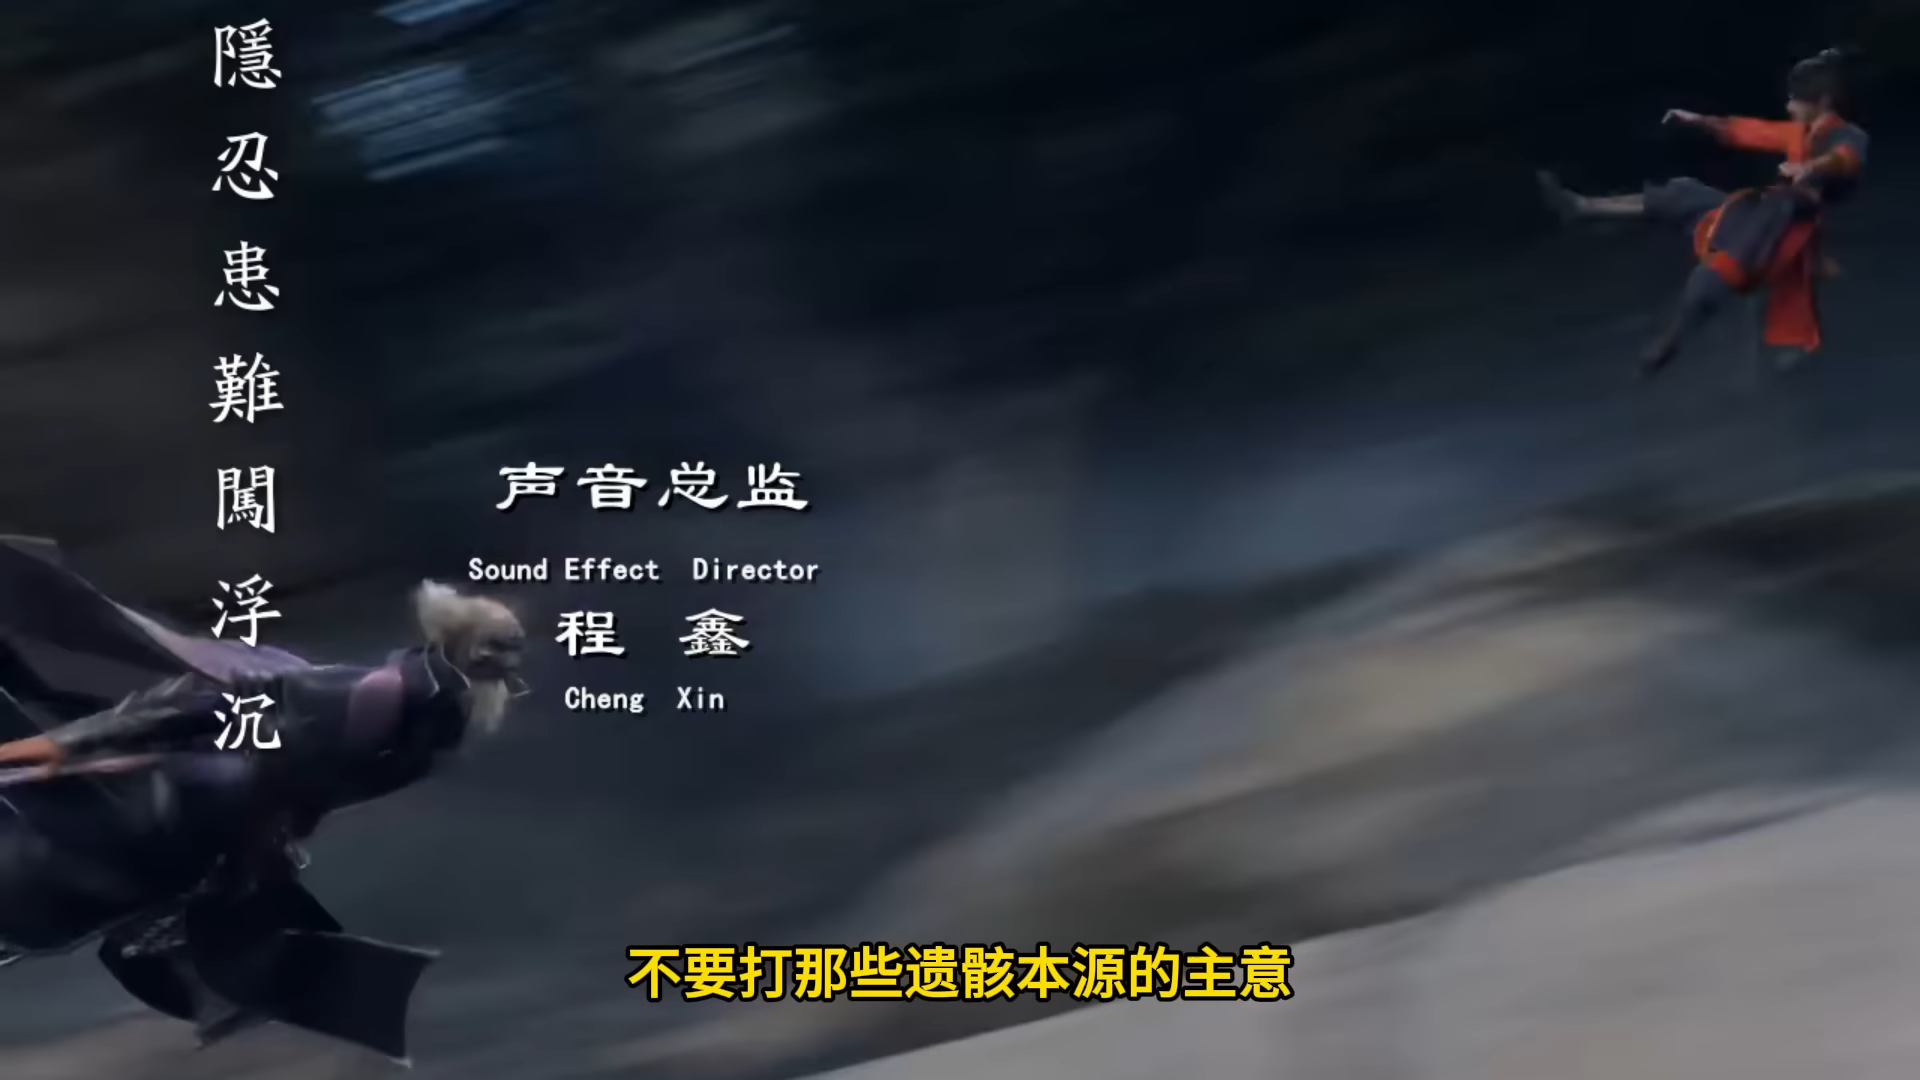 隱忍患難闖浮沉
声音总监
Sound Effect Director
程 鑫
Cheng Xin
不要打那些遗骸本源的主意